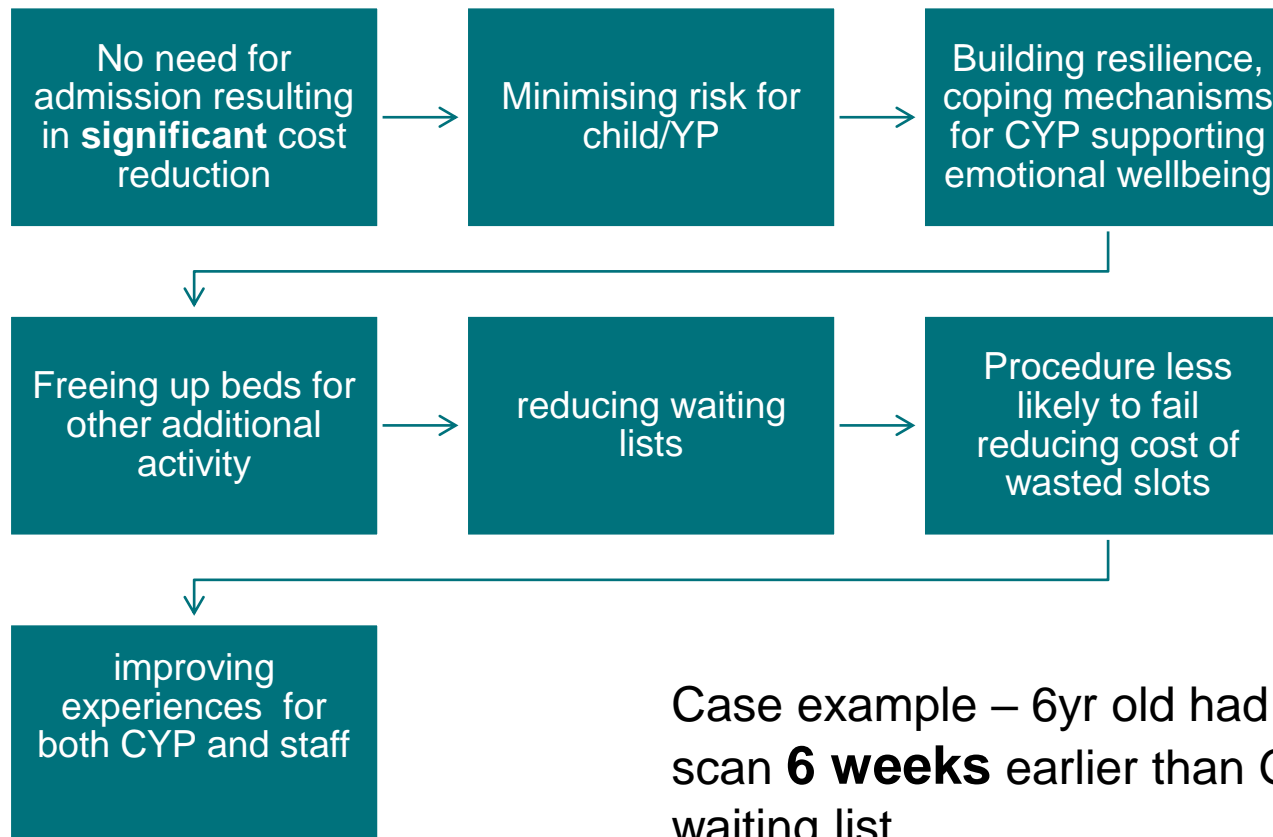 No need for
admission resulting
in significant cost
reduction
Minimising risk for
child/YP
Building resilience,
coping mechanisms
for CYP supporting
emotional wellbeing
Freeing up beds for
other additional
activity
reducing waiting
lists
Procedure less
likely to fail
reducing cost of
wasted slots
improving
experiences for
both CYP and staff
Case example – 6yr old had
scan 6 weeks earlier than
waiting list